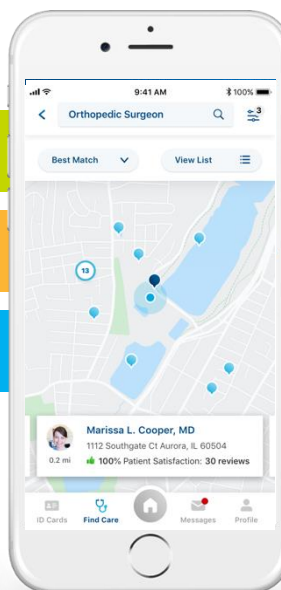 9:41 AM
100%
Orthopedic Surgeon
3
Best Match
View List
13
Marissa L. Cooper, MD
1112 Southgate Ct Aurora, IL 60504
0.2 mi
100% Patient Satisfaction: 30 reviews
ID Cards
Find Care
Messages
Profile